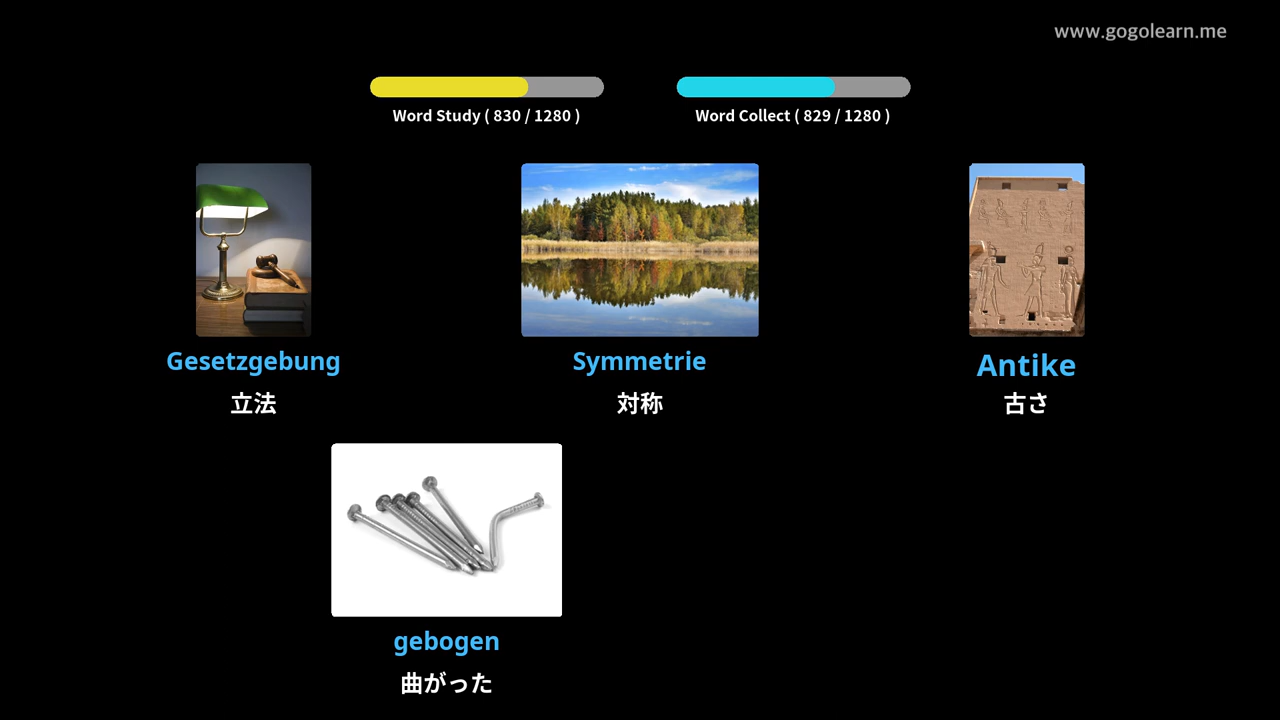 www.gogolearn.me
Word Study ( 830 / 1280 )
Word Collect ( 829 / 1280 )
Gesetzgebung
立法
Symmetrie
対称
Antike
古さ
gebogen
曲がった